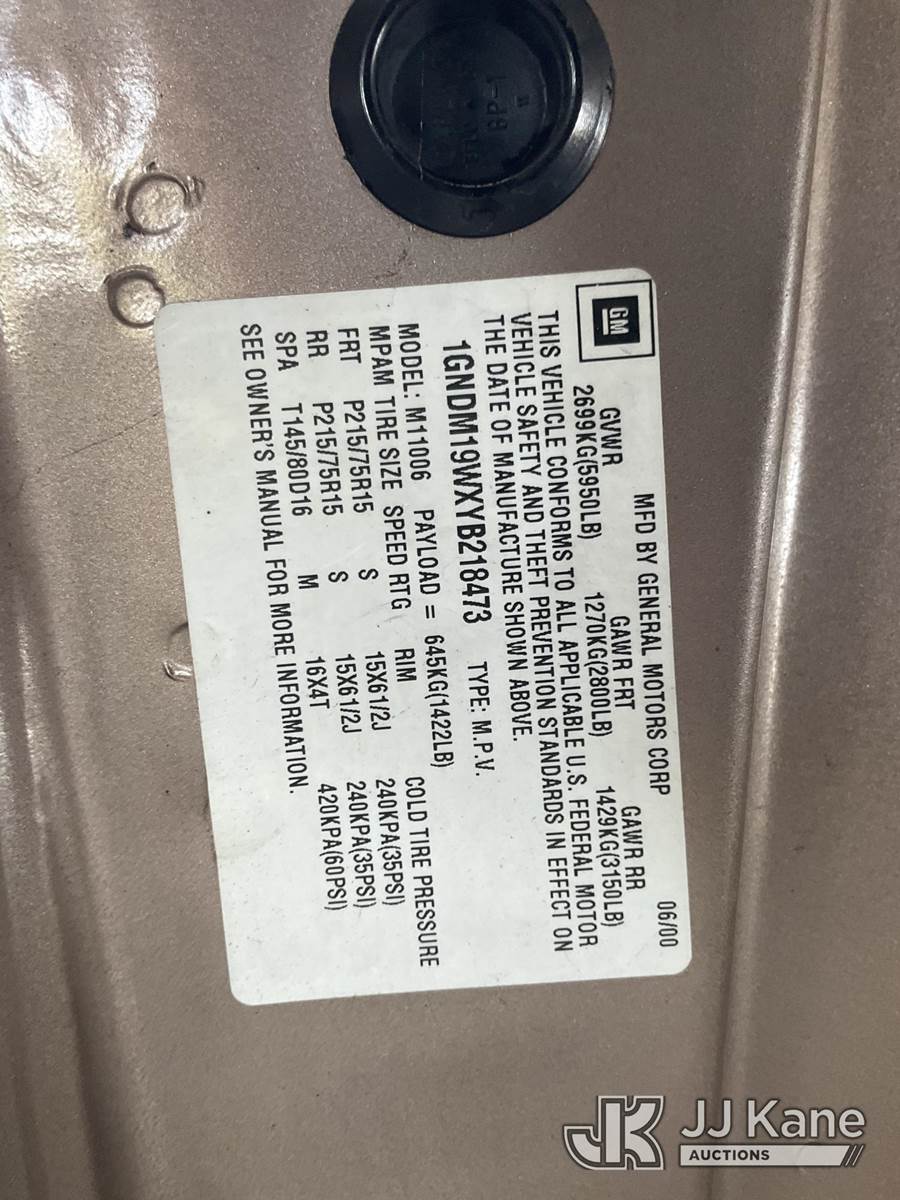 MFD BY GENERAL MOTORS CORP 06/00
GM
GVWR GAWR FRT GAWR RR
2699KG(5950LB) 1270KG(2800LB) 1429KG(3150LB)
THIS VEHICLE CONFORMS TO ALL APPLICABLE U.S. FEDERAL MOTOR
VEHICLE SAFETY AND THEFT PREVENTION STANDARDS IN EFFECT ON
THE DATE OF MANUFACTURE SHOWN ABOVE.
1GNDM19WXYB218473 TYPE: M.P.V.
MODEL: M11006 PAYLOAD = 645KG(1422LB)
MPAM TIRE SIZE SPEED RTG RIM COLD TIRE PRESSURE
FRT P215/75R15 S 15X61/2J 240KPA(35PSI)
RR P215/75R15 S 15X61/2J 240KPA(35PSI)
SPA T145/80D16 M 16X4T 420KPA(60PSI)
SEE OWNER'S MANUAL FOR MORE INFORMATION.
JK JJ Kane
AUCTIONS